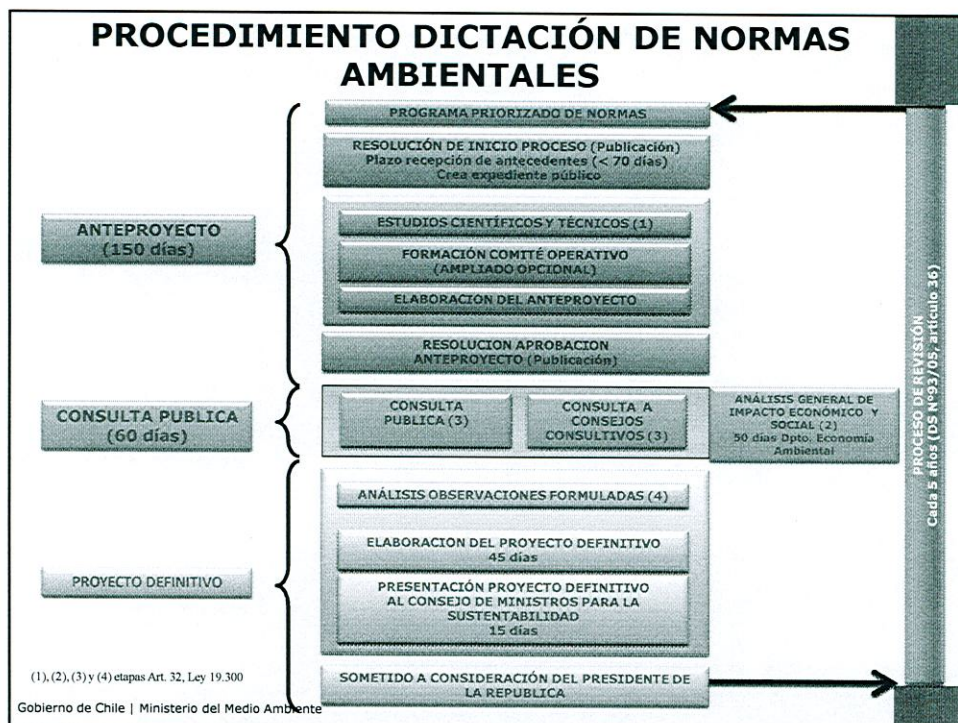 PROCEDIMIENTO DICTACIÓN DE NORMAS
AMBIENTALES
PROGRAMA PRIORIZADO DE NORMAS
RESOLUCIÓN DE INICIO PROCESO (Publicación)
Plazo recepción de antecedentes (< 70 días)
Crea expediente público
ANTEPROYECTO
(150 días)
ESTUDIOS CIENTÍFICOS Y TÉCNICOS (1)
FORMACIÓN COMITÉ OPERATIVO
(AMPLIADO OPCIONAL)
ELABORACIÓN DEL ANTEPROYECTO
RESOLUCION APROBACION
ANTEPROYECTO (Publicación)
CONSULTA PUBLICA
(60 días)
CONSULTA
PUBLICA (3)
CONSULTA A
CONSEJOS
CONSULTIVOS (3)
ANÁLISIS GENERAL DE
IMPACTO ECONÓMICO Y
SOCIAL (2)
50 días Dpto. Economía
Ambiental
PROYECTO DEFINITIVO
ANÁLISIS OBSERVACIONES FORMULADAS (4)
ELABORACION DEL PROYECTO DEFINITIVO
45 días
PRESENTACIÓN PROYECTO DEFINITIVO
AL CONSEJO DE MINISTROS PARA LA
SUSTENTABILIDAD
15 días
SOMETIDO A CONSIDERACIÓN DEL PRESIDENTE DE
LA REPUBLICA
PROCESO DE REVISIÓN
Cada 5 años (DS Nº93/05, artículo 36)
(1), (2), (3) y (4) etapas Art. 32, Ley 19.300
Gobierno de Chile | Ministerio del Medio Ambiente